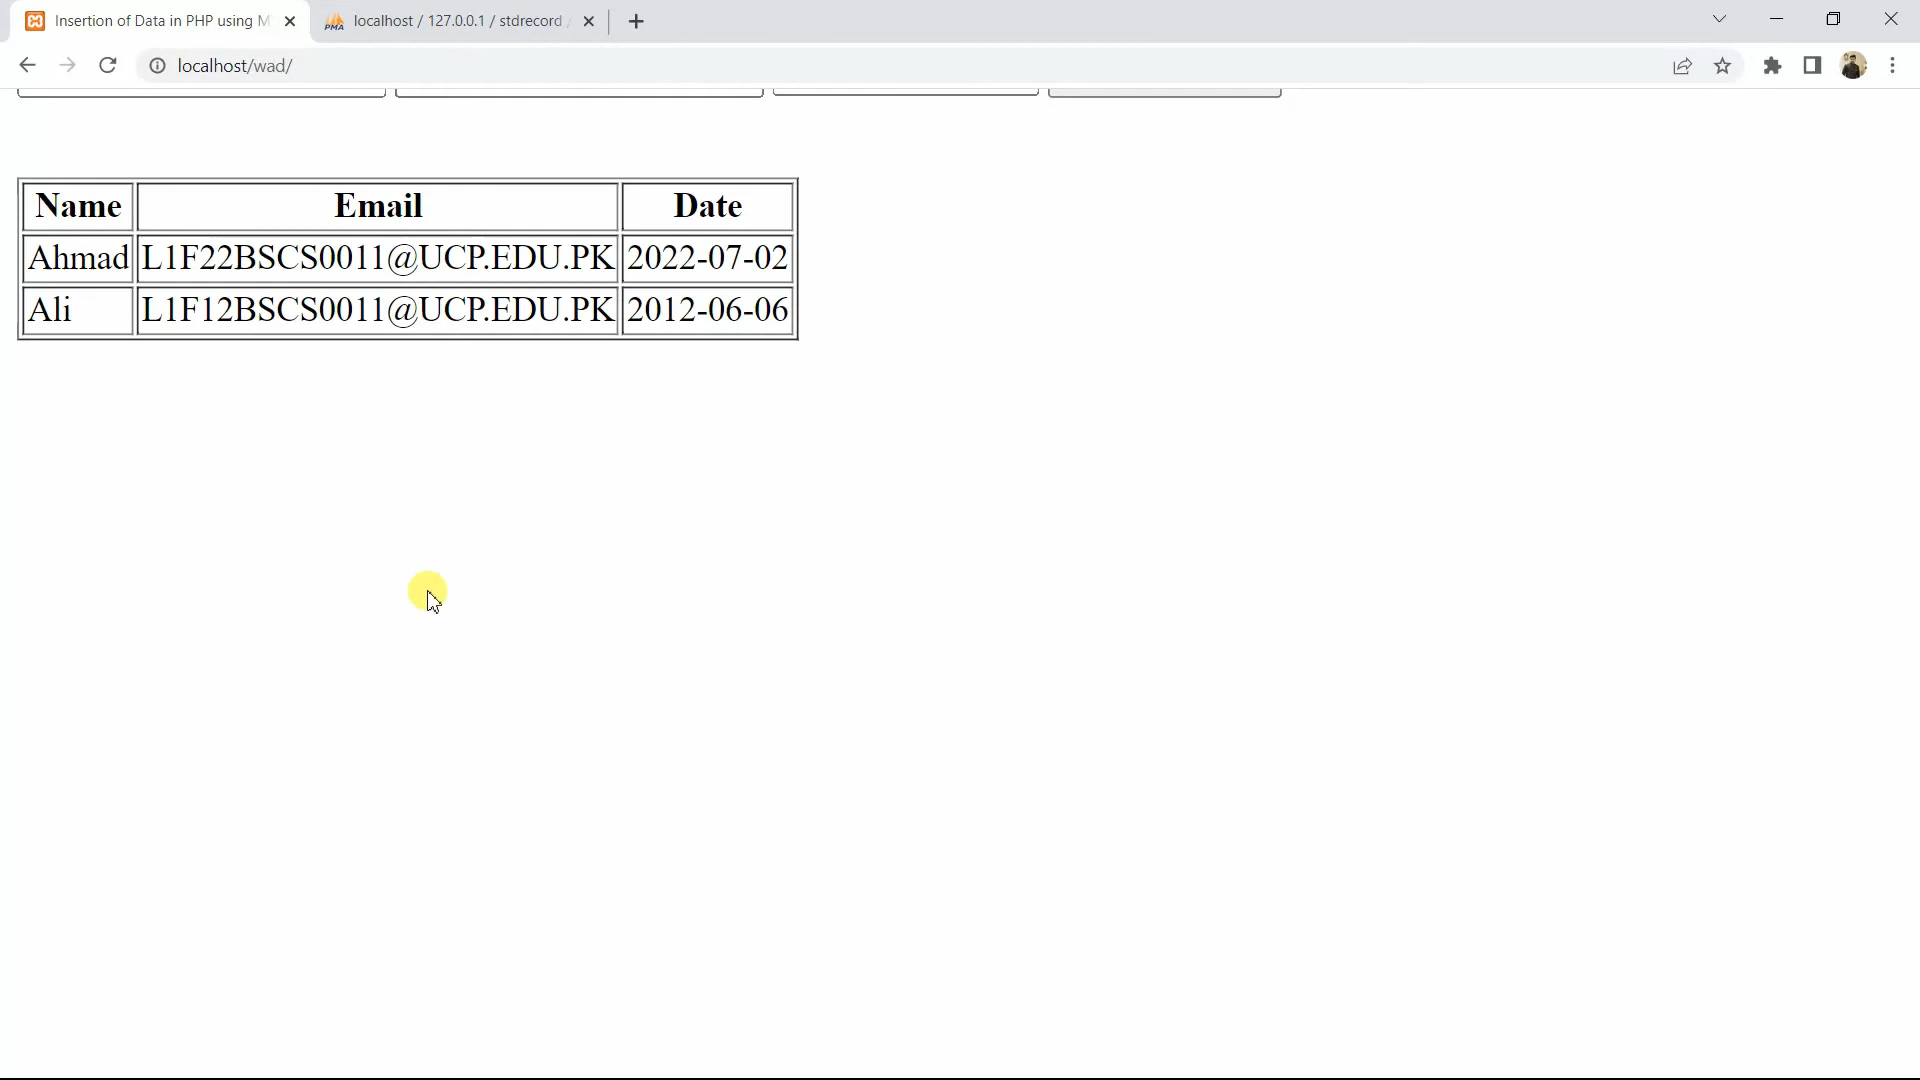 Insertion of Data in PHP using M
localhost / 127.0.0.1 / stdrecord /
PMA
localhost/wad/
Name Email Date
Ahmad L1F22BSCS0011@UCP.EDU.PK 2022-07-02
Ali L1F12BSCS0011@UCP.EDU.PK 2012-06-06